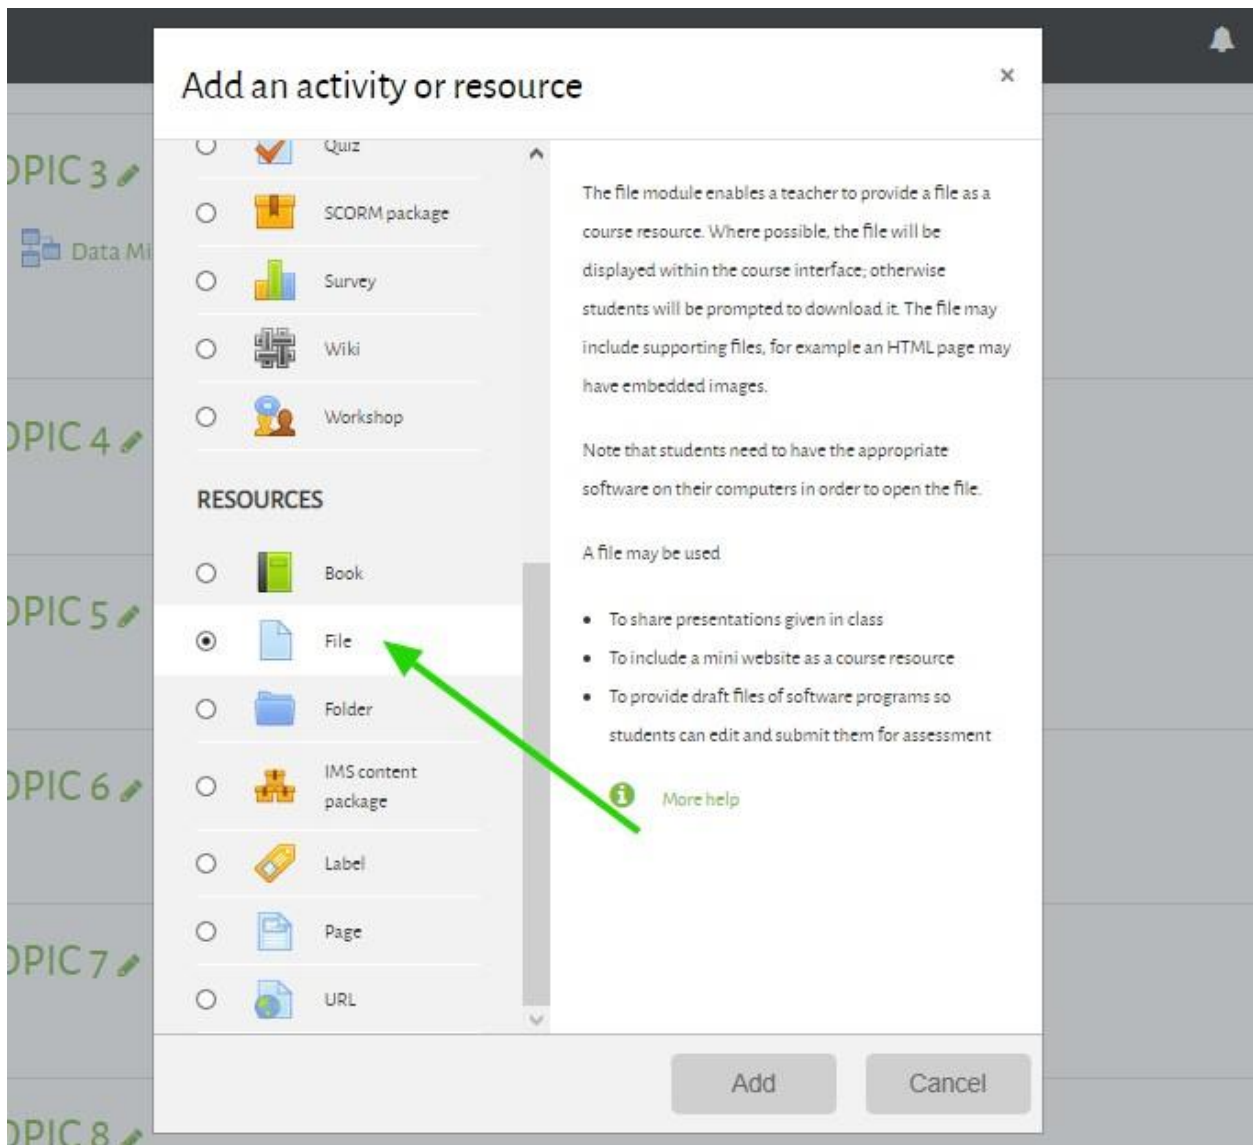 Add an activity or resource
×
OPIC 3
Data Mi
OPIC 4
OPIC 5
OPIC 6
OPIC 7
OPIC 8
Quiz
SCORM package
Survey
Wiki
Workshop
RESOURCES
Book
File
Folder
IMS content
package
Label
Page
URL
The file module enables a teacher to provide a file as a
course resource. Where possible, the file will be
displayed within the course interface; otherwise
students will be prompted to download it. The file may
include supporting files, for example an HTML page may
have embedded images.
Note that students need to have the appropriate
software on their computers in order to open the file.
A file may be used
• To share presentations given in class
• To include a mini website as a course resource
• To provide draft files of software programs so
students can edit and submit them for assessment
More help
Add
Cancel